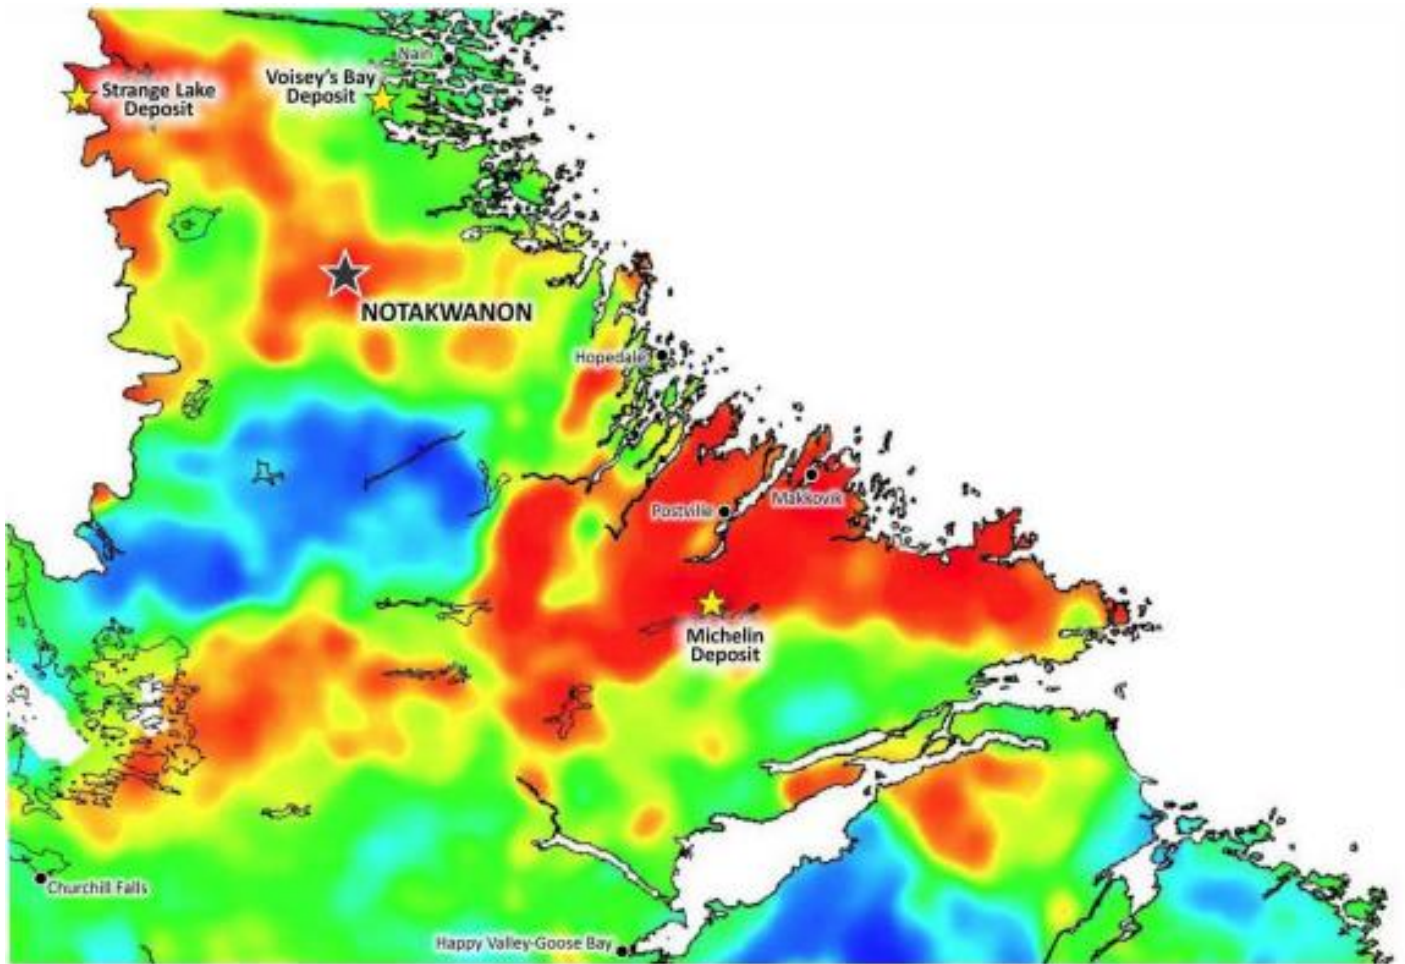 Nain
Voisey's Bay
Deposit
Strange Lake
Deposit
NOTAKWANON
Hopedale
Makkovik
Postville
Michelin
Deposit
Churchill Falls
Happy Valley-Goose Bay